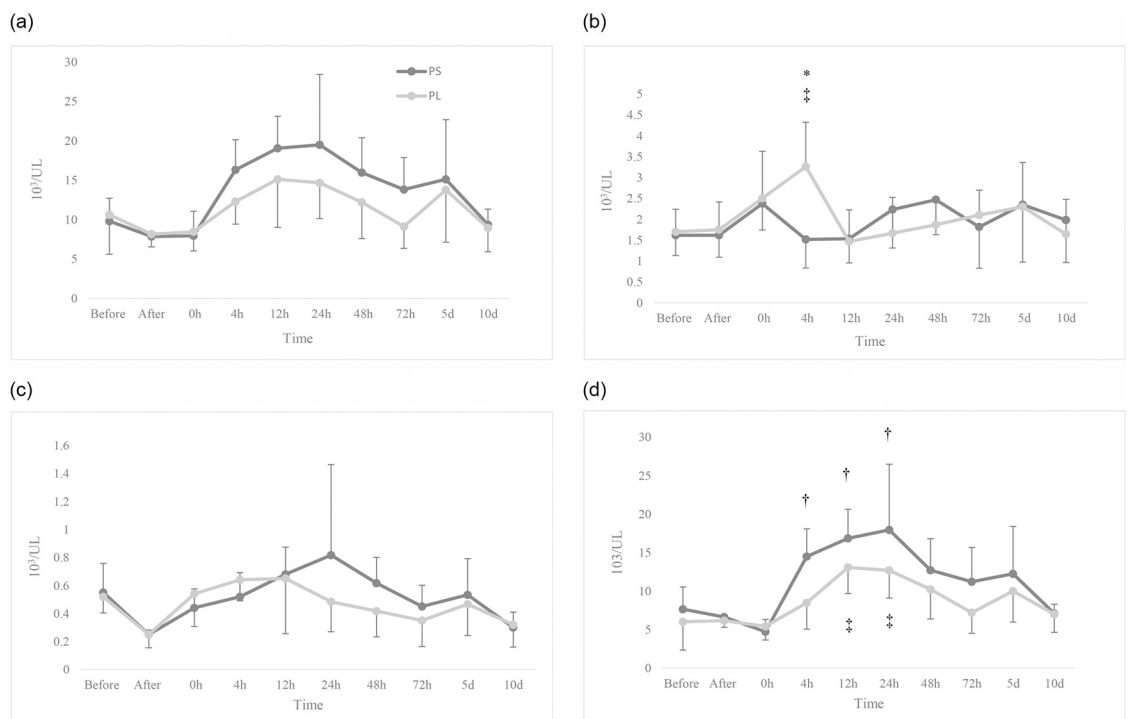 (a)
30
25
20
15
10
5
0
10³/UL
PS
PL
Before After 0h 4h 12h 24h 48h 72h 5d 10d
Time
(b)
*
‡
5
4.5
4
3.5
3
2.5
2
1.5
1
0.5
0
10³/UL
Before After 0h 4h 12h 24h 48h 72h 5d 10d
Time
(c)
1.6
1.4
1.2
1
0.8
0.6
0.4
0.2
0
10³/UL
Before After 0h 4h 12h 24h 48h 72h 5d 10d
Time
(d)
30
25
20
15
10
5
0
103/UL
† † †
‡ ‡
Before After 0h 4h 12h 24h 48h 72h 5d 10d
Time